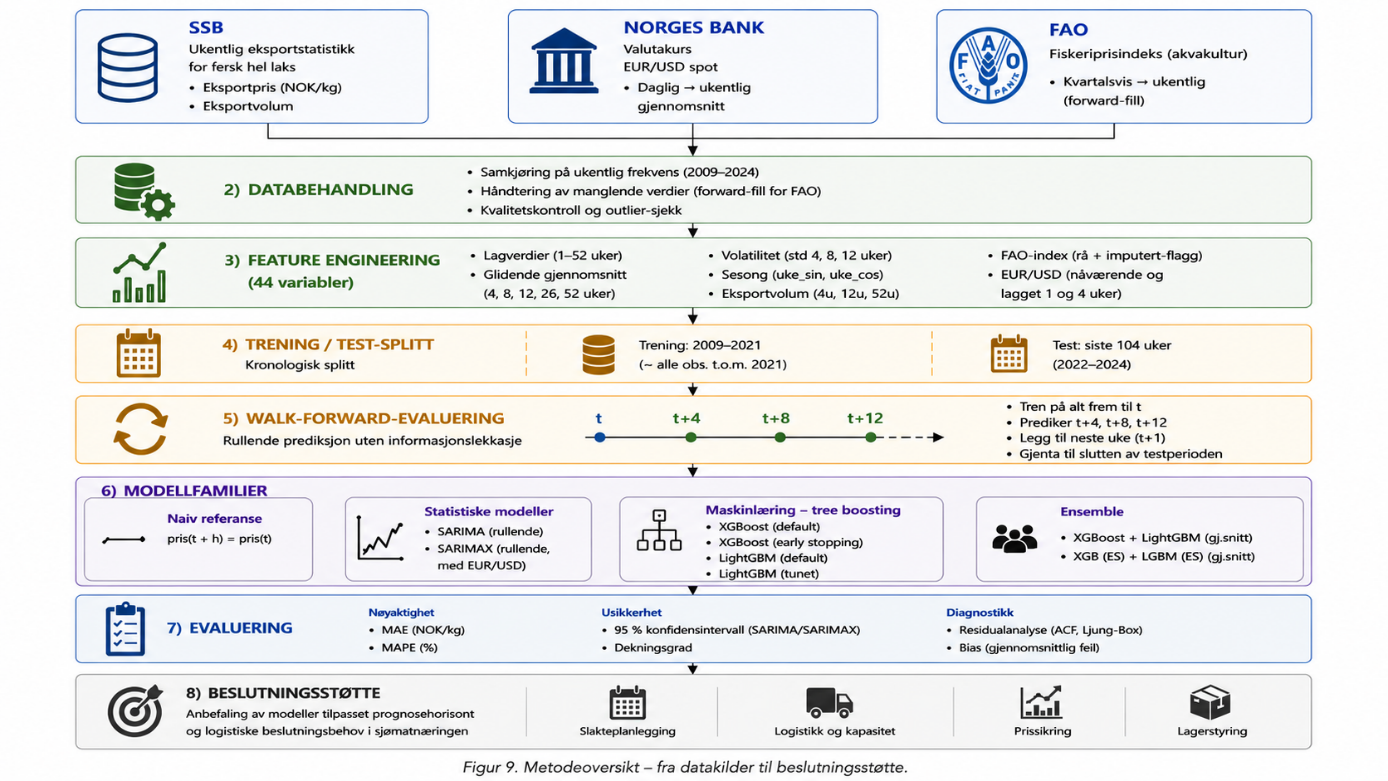 SSB
Ukentlig eksportstatistikk
for fersk hel laks
• Eksportpris (NOK/kg)
• Eksportvolum
NORGES BANK
Valutakurs
EUR/USD spot
• Daglig → ukentlig
gjennomsnitt
F A O
FIAT PANIS
FAO
Fiskeriprisindeks (akvakultur)
• Kvartalsvis → ukentlig
(forward-fill)
2) DATABEHANDLING
• Samkjøring på ukentlig frekvens (2009–2024)
• Håndtering av manglende verdier (forward-fill for FAO)
• Kvalitetskontroll og outlier-sjekk
3) FEATURE ENGINEERING
(44 variabler)
• Lagverdier (1–52 uker)
• Glidende gjennomsnitt
(4, 8, 12, 26, 52 uker)
• Volatilitet (std 4, 8, 12 uker)
• Sesong (uke_sin, uke_cos)
• Eksportvolum (4u, 12u, 52u)
• FAO-index (rå + imputert-flagg)
• EUR/USD (nåværende og
lagget 1 og 4 uker)
4) TRENING / TEST-SPLITT
Kronologisk splitt
Trening: 2009–2021
(~ alle obs. t.o.m. 2021)
Test: siste 104 uker
(2022–2024)
5) WALK-FORWARD-EVALUERING
Rullende prediksjon uten informasjonslekkasje
t t+4 t+8 t+12
• Tren på alt frem til t
• Prediker t+4, t+8, t+12
• Legg til neste uke (t+1)
• Gjenta til slutten av testperioden
6) MODELLFAMILIER
Naiv referanse
pris(t + h) = pris(t)
Statistiske modeller
• SARIMA (rullende)
• SARIMAX (rullende,
med EUR/USD)
Maskinlæring – tree boosting
• XGBoost (default)
• XGBoost (early stopping)
• LightGBM (default)
• LightGBM (tunet)
Ensemble
• XGBoost + LightGBM (gj.snitt)
• XGB (ES) + LGBM (ES) (gj.snitt)
7) EVALUERING
Nøyaktighet
• MAE (NOK/kg)
• MAPE (%)
Usikkerhet
• 95 % konfidensintervall (SARIMA/SARIMAX)
• Dekningsgrad
Diagnostikk
• Residualanalyse (ACF, Ljung-Box)
• Bias (gjennomsnittlig feil)
8) BESLUTNINGSSTØTTE
Anbefaling av modeller tilpasset prognosehorisont
og logistiske beslutningsbehov i sjømatnæringen
Slakteplanlegging
Logistikk og kapasitet
Prissikring
Lagerstyring
Figur 9. Metodeoversikt – fra datakilder til beslutningsstøtte.